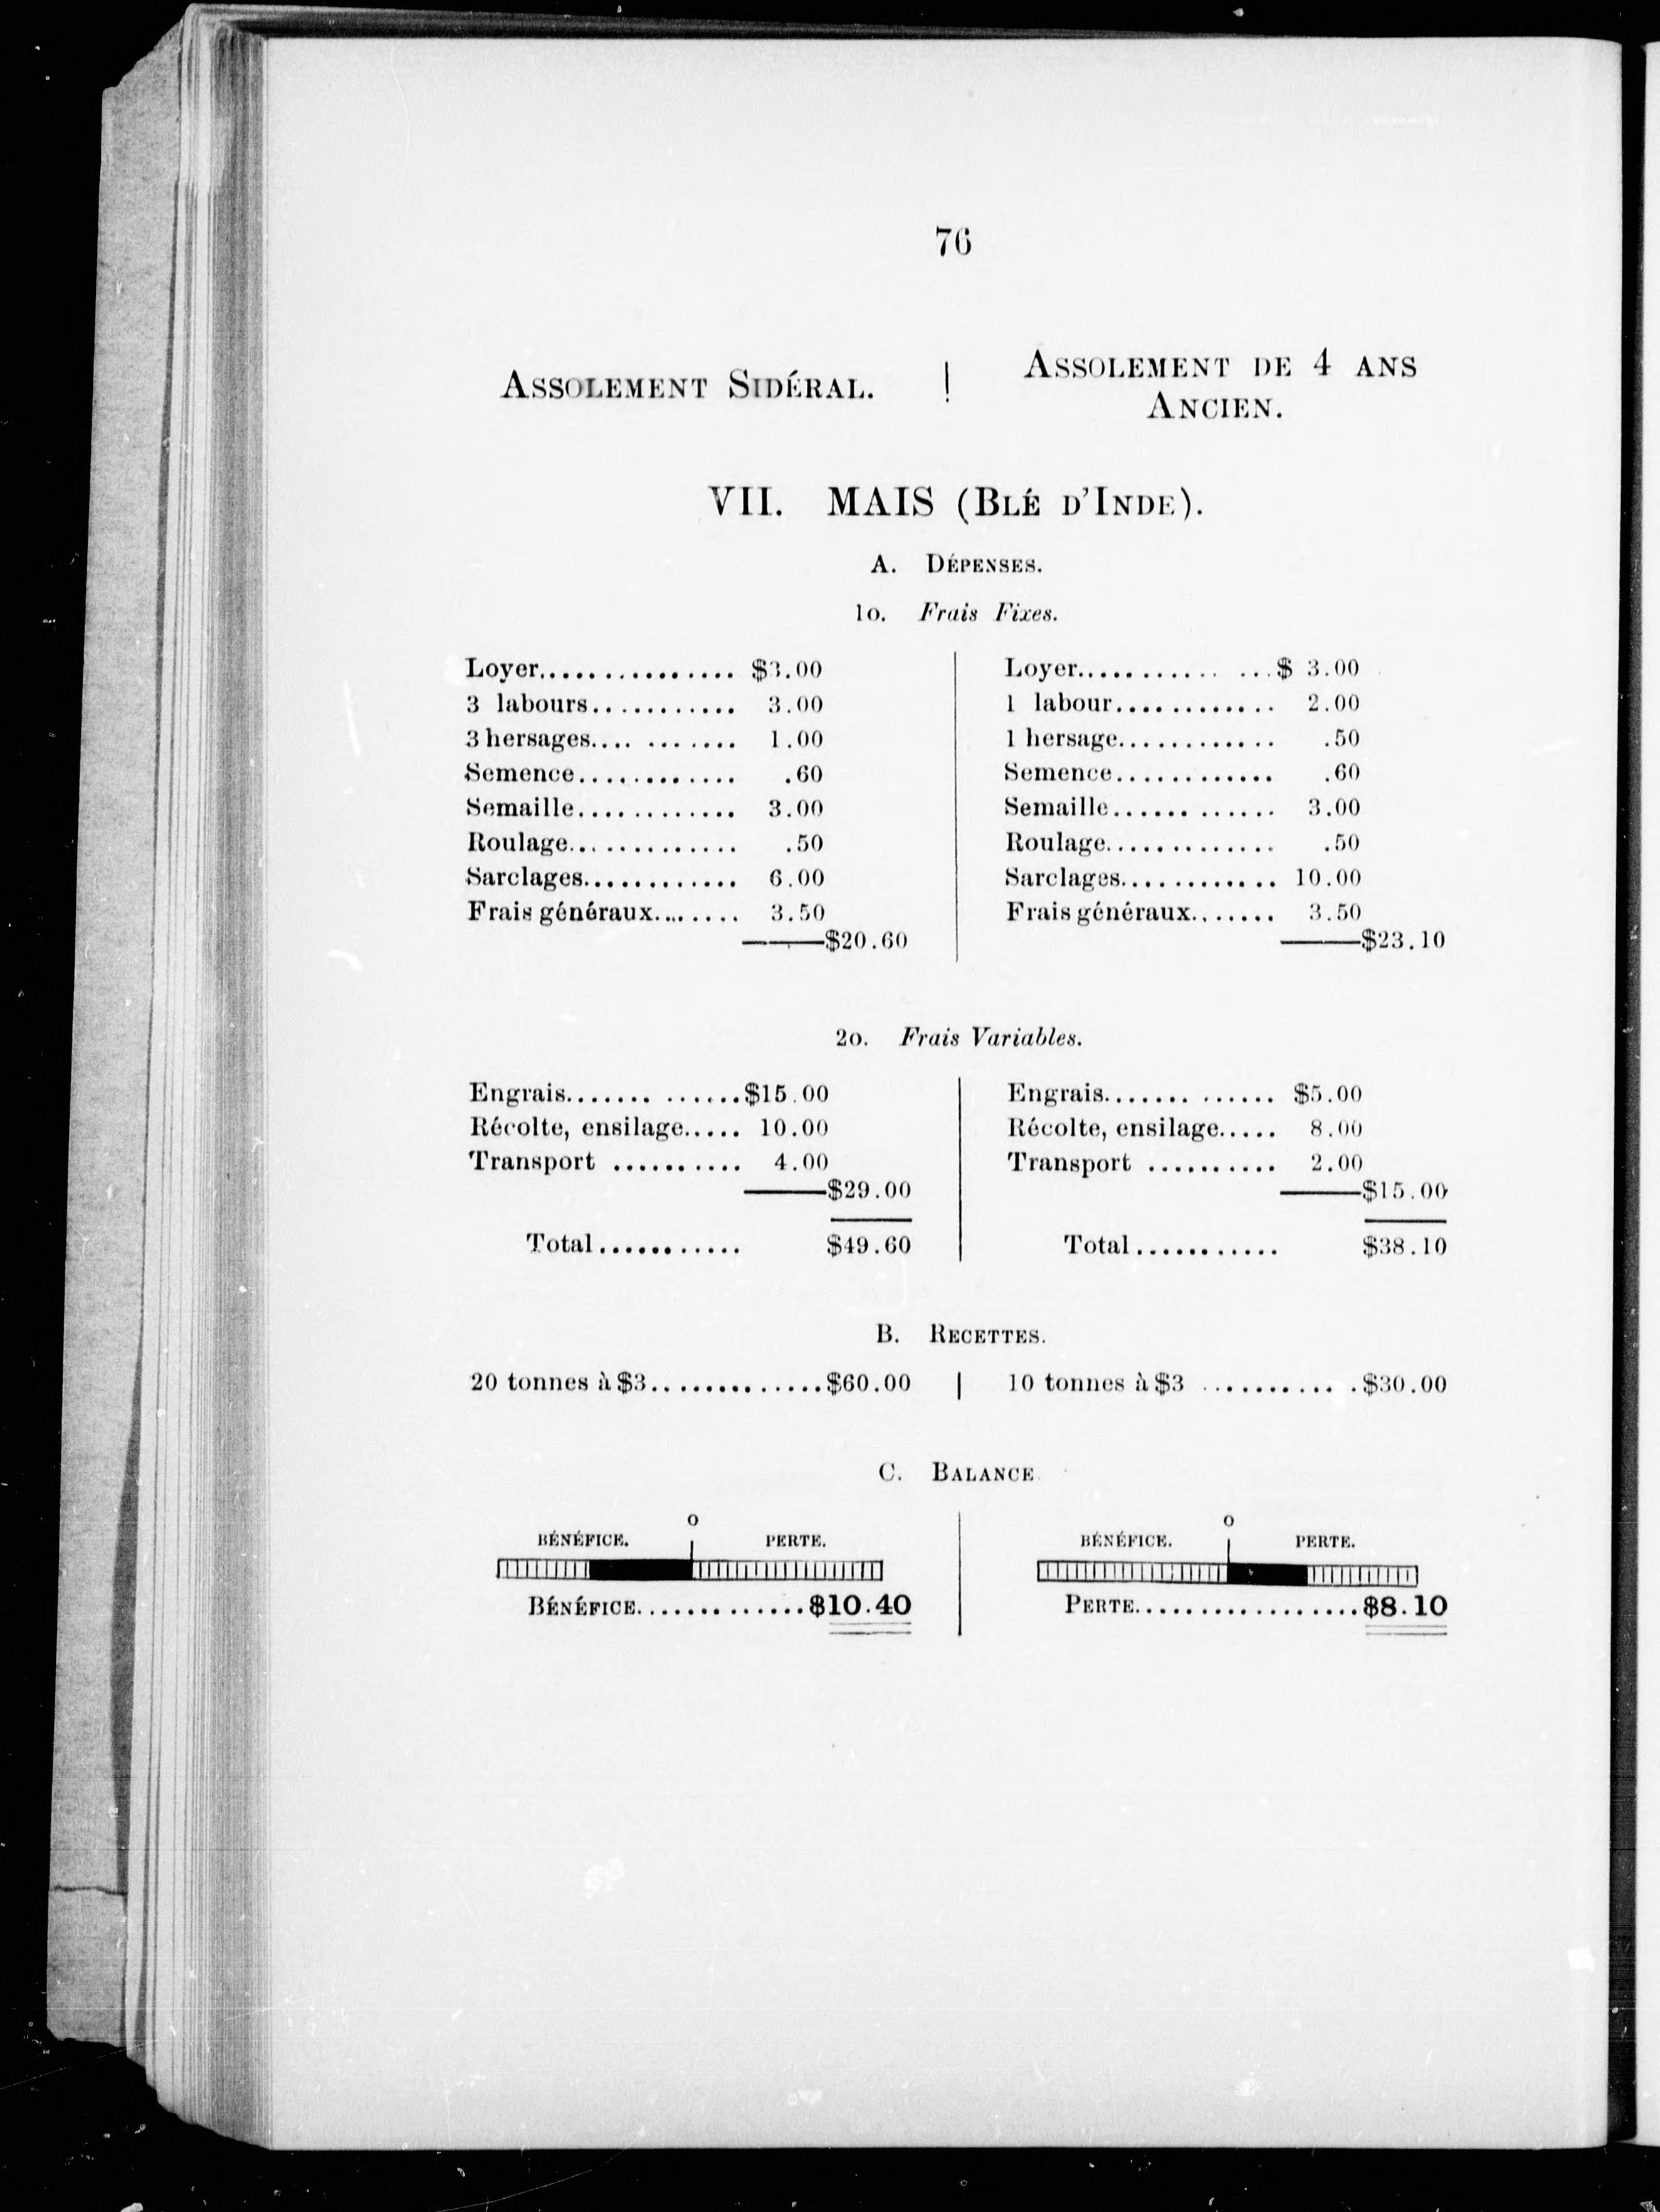 76
ASSOLEMENT SIDÉRAL. | ASSOLEMENT DE 4 ANS
ANCIEN.
VII. MAIS (BLÉ D'INDE).
A. DÉPENSES.
1o. Frais Fixes.
Loyer................ $3.00 | Loyer........... ...$ 3.00
3 labours............ 3.00 | 1 labour............. 2.00
3 hersages.... ....... 1.00 | 1 hersage............. .50
Semence............. .60 | Semence............. .60
Semaille............. 3.00 | Semaille...... ...... 3.00
Roulage.............. .50 | Roulage.............. .50
Sarclages............. 6.00 | Sarclages............. 10.00
Frais généraux........ 3.50 | Frais généraux....... 3.50
———$20.60 | ———$23.10
2o. Frais Variables.
Engrais....... ......$15.00 | Engrais....... ...... $5.00
Récolte, ensilage..... 10.00 | Récolte, ensilage..... 8.00
Transport .......... 4.00 | Transport .......... 2.00
———$29.00 | ———$15.00
Total........... $49.60 | Total........... $38.10
B. RECETTES.
20 tonnes à $3..............$60.00 | 10 tonnes à $3 ............$30.00
C. BALANCE
O | O
BÉNÉFICE. PERTE. | BÉNÉFICE. PERTE.
BÉNÉFICE..............$10.40 | PERTE..................$8.10